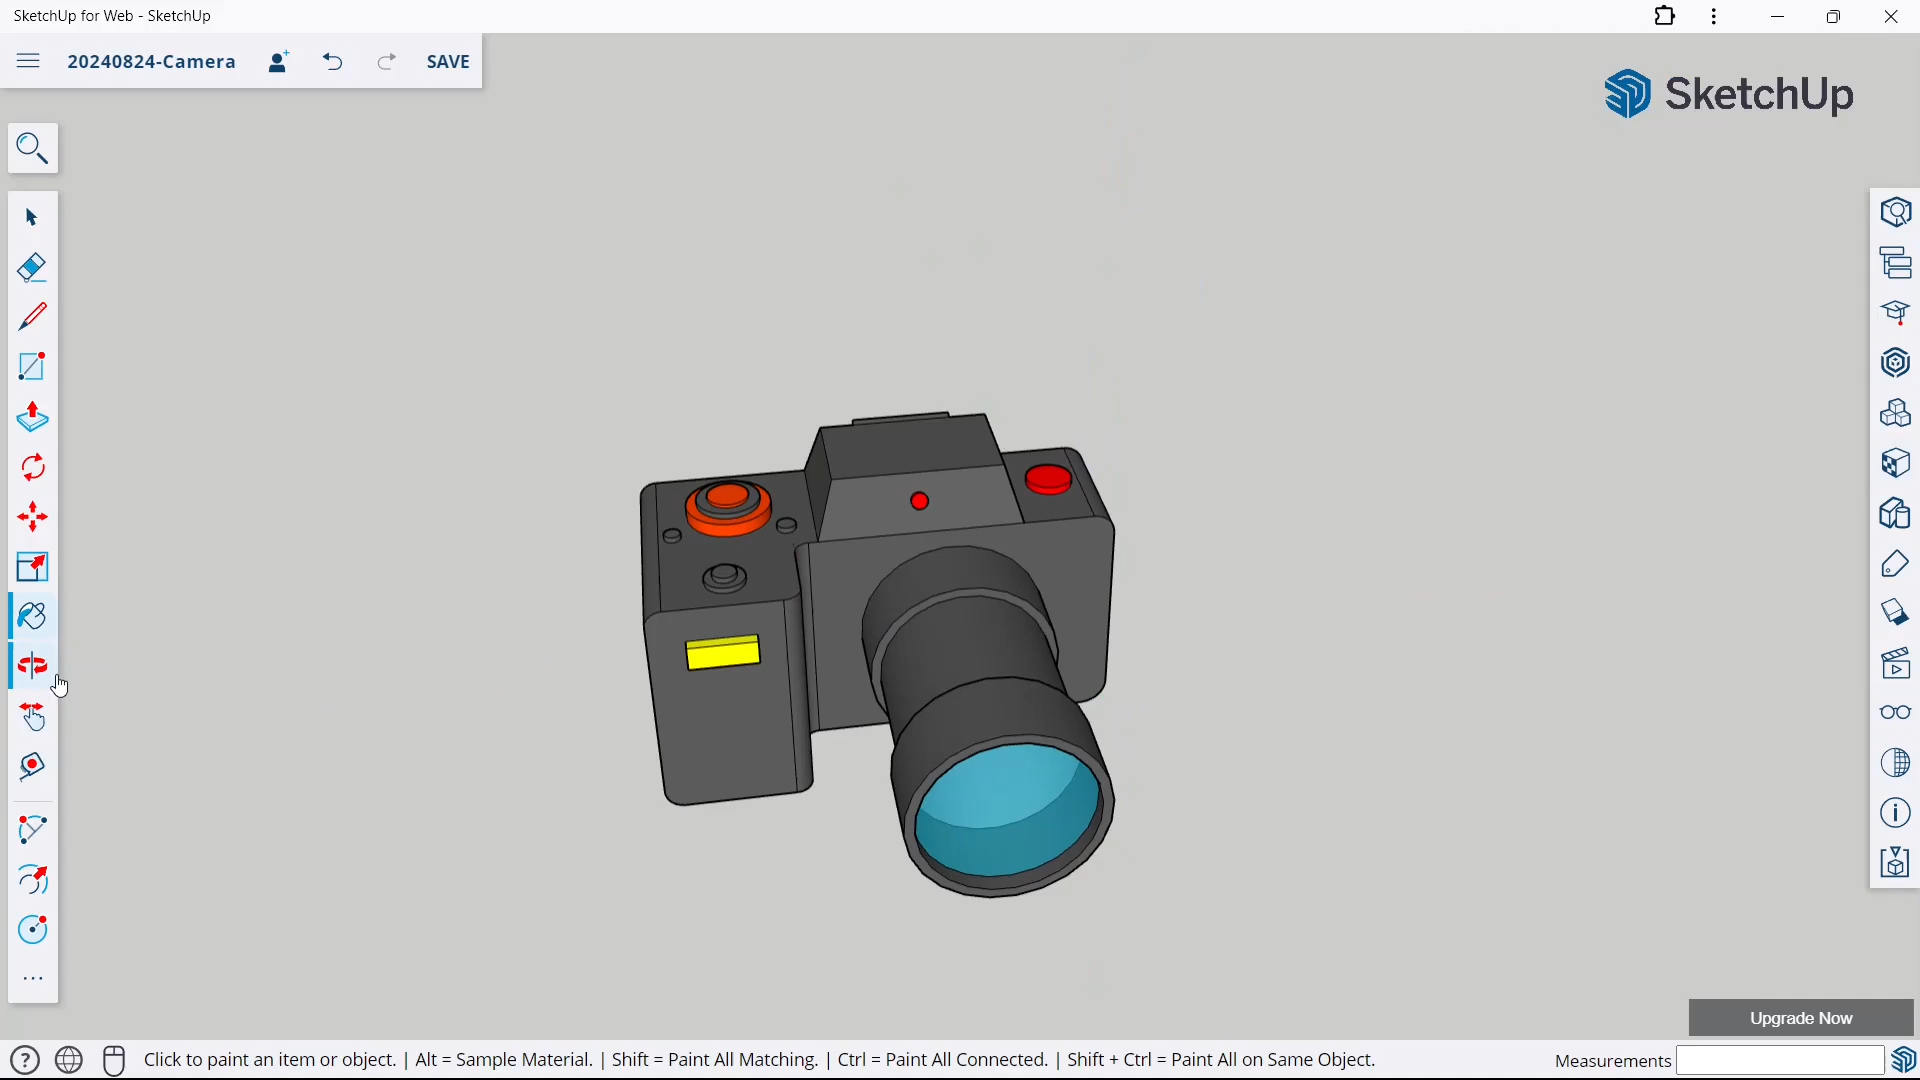 SketchUp for Web - SketchUp
20240824-Camera
SAVE
SketchUp
Upgrade Now
Click to paint an item or object. | Alt = Sample Material. | Shift = Paint All Matching. | Ctrl = Paint All Connected. | Shift + Ctrl = Paint All on Same Object.
Measurements